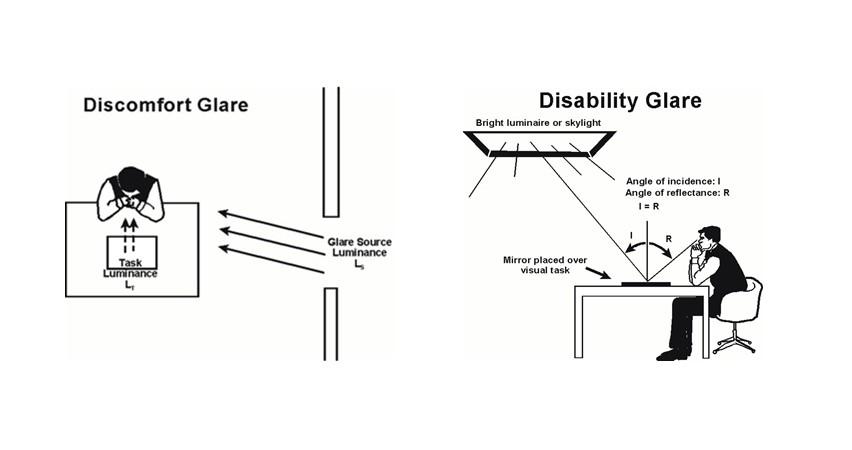 Discomfort Glare
Task
Luminance
LT
Glare Source
Luminance
LS
Disability Glare
Bright luminaire or skylight
Angle of incidence: I
Angle of reflectance: R
I = R
I
R
Mirror placed over
visual task